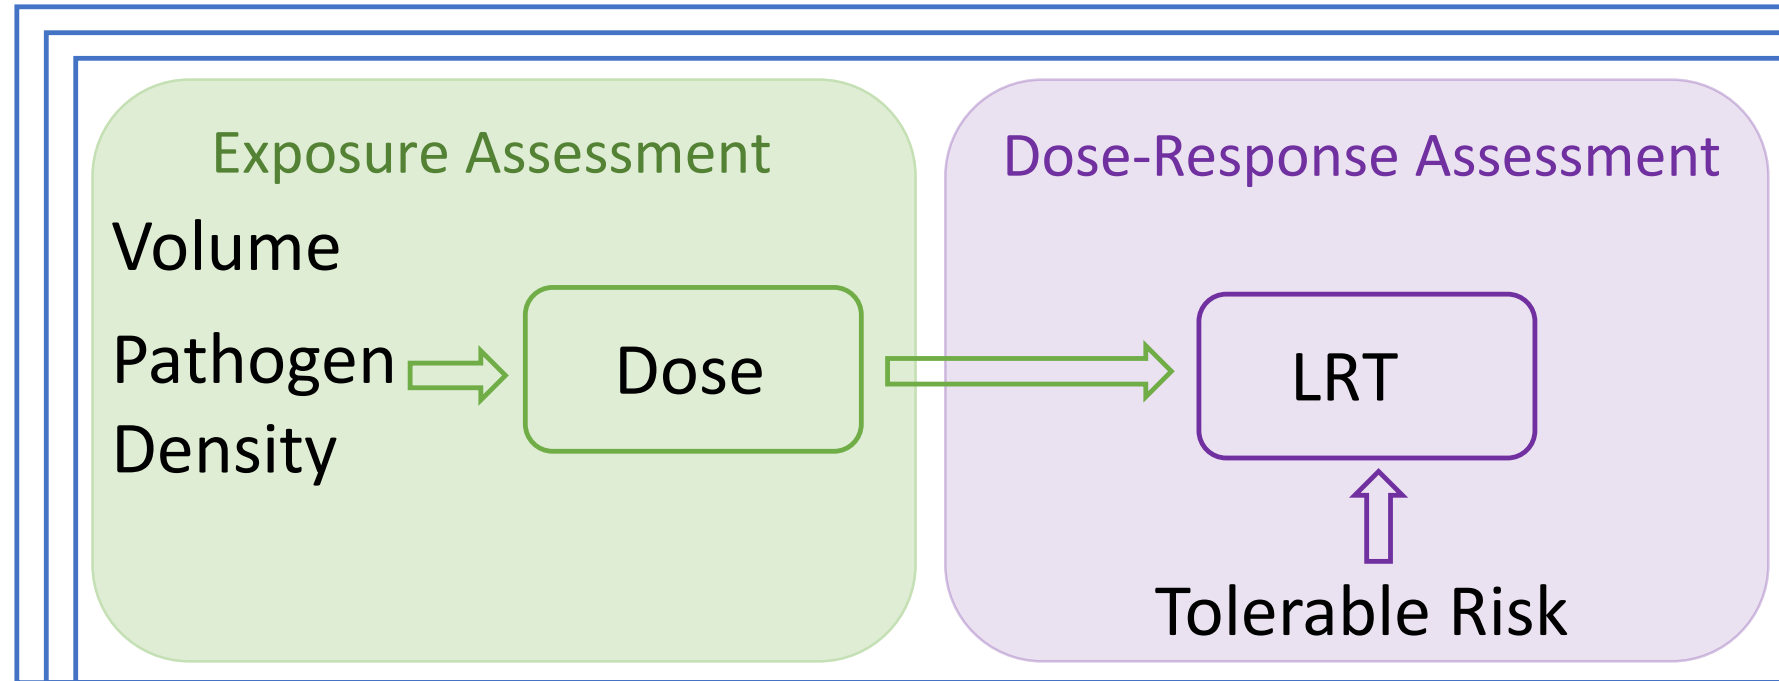 Exposure Assessment
Volume
Pathogen
Density
Dose
Dose-Response Assessment
LRT
Tolerable Risk